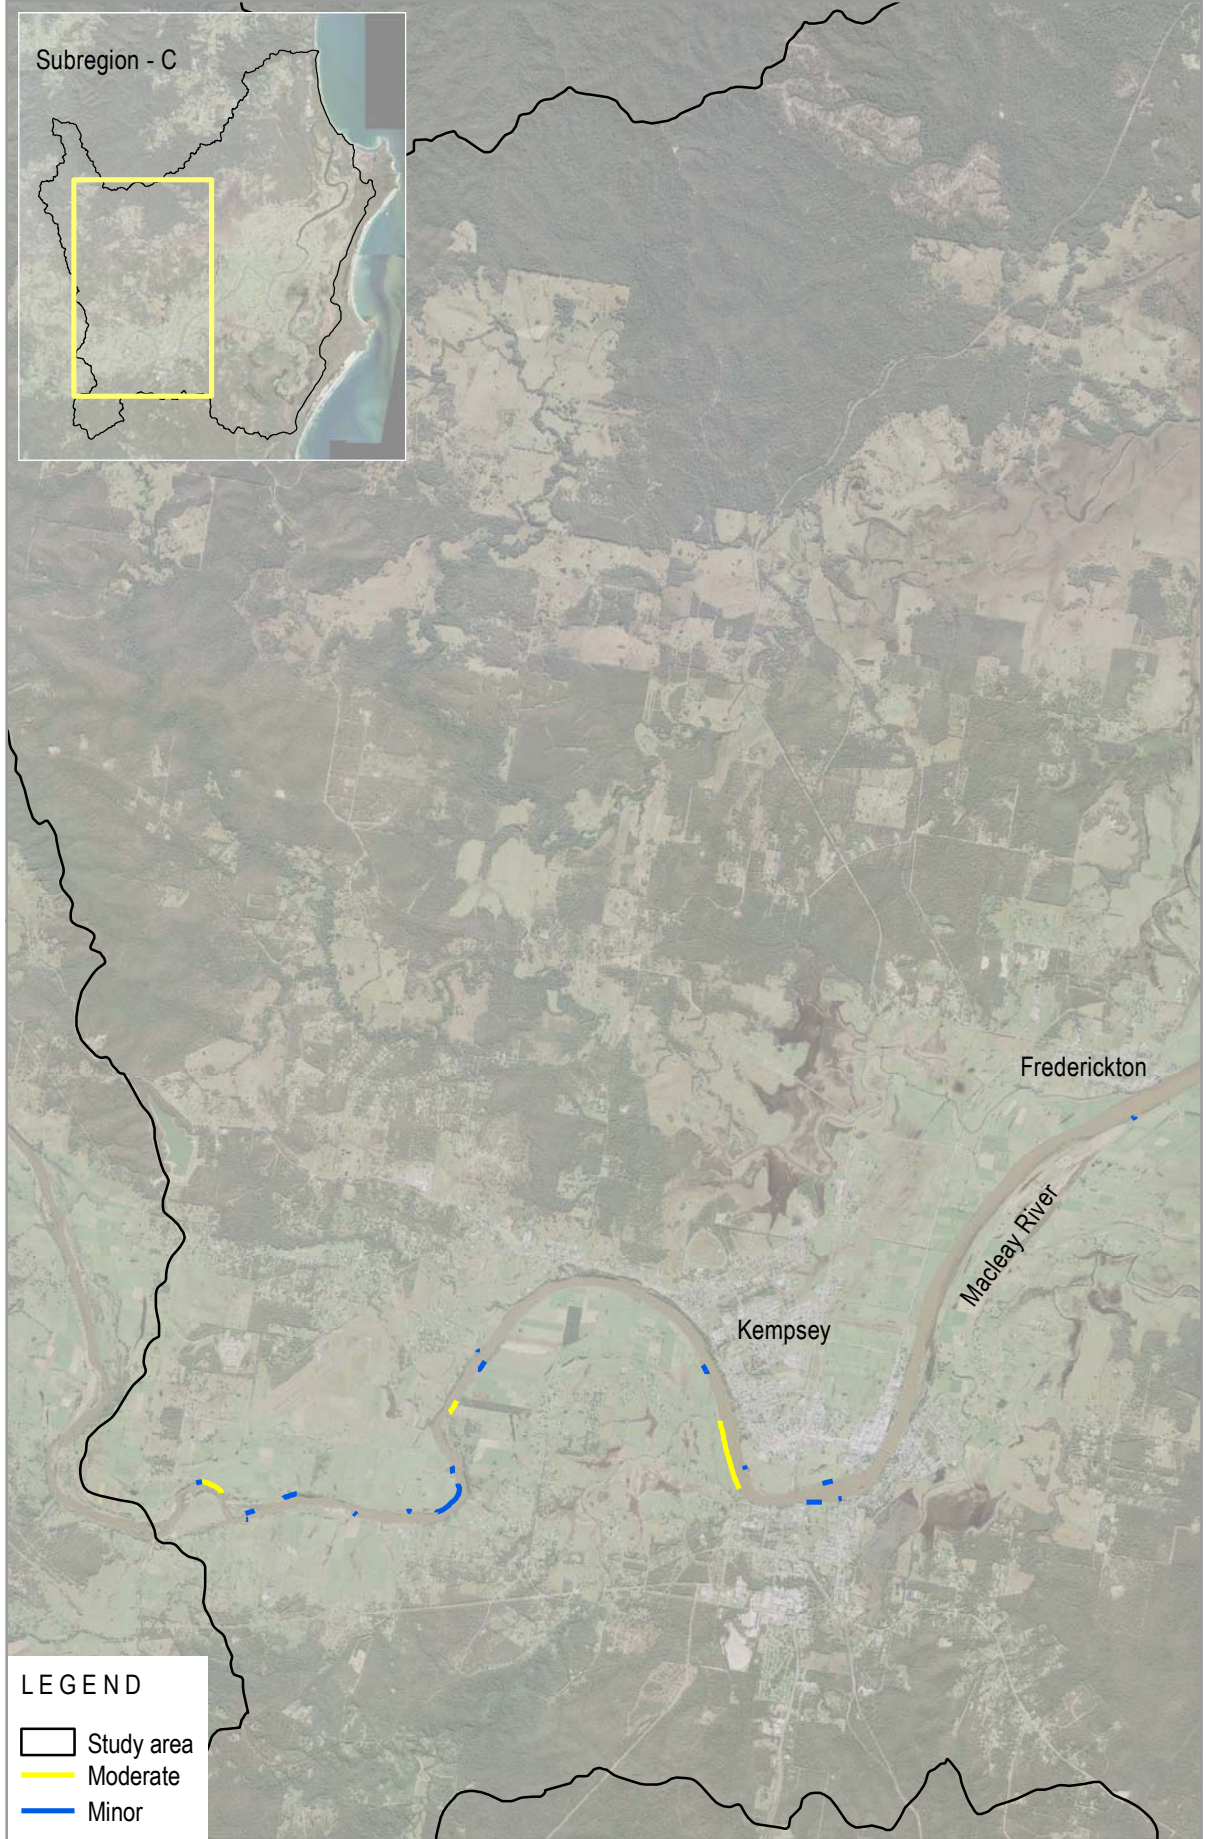 Subregion - C
Frederickton
Macleay River
Kempsey
LEGEND
Study area
Moderate
Minor